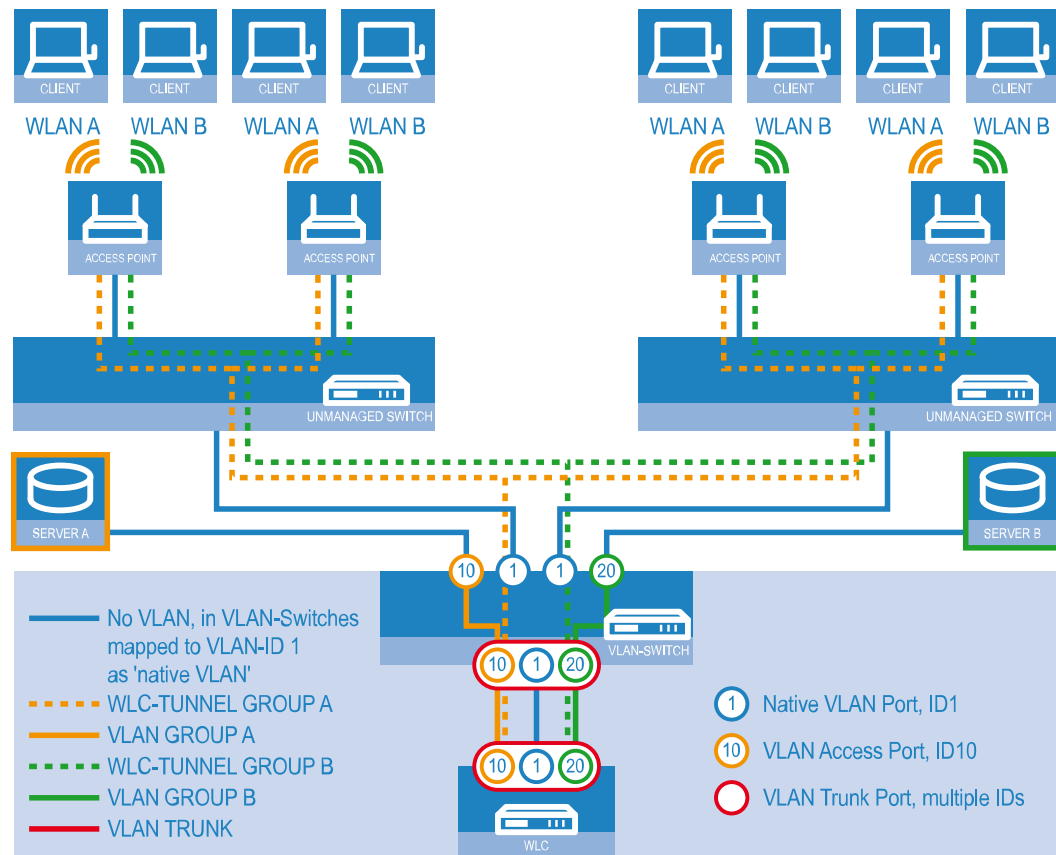 CLIENT
CLIENT
CLIENT
CLIENT
CLIENT
CLIENT
CLIENT
CLIENT
WLAN A
WLAN B
WLAN A
WLAN B
WLAN A
WLAN B
WLAN A
WLAN B
ACCESS POINT
ACCESS POINT
ACCESS POINT
ACCESS POINT
UNMANAGED SWITCH
UNMANAGED SWITCH
SERVER A
SERVER B
10
1
1
20
VLAN-SWITCH
10
1
20
10
1
20
WLC
No VLAN, in VLAN-Switches
mapped to VLAN-ID 1
as 'native VLAN'
WLC-TUNNEL GROUP A
VLAN GROUP A
WLC-TUNNEL GROUP B
VLAN GROUP B
VLAN TRUNK
1
Native VLAN Port, ID1
10
VLAN Access Port, ID10
VLAN Trunk Port, multiple IDs